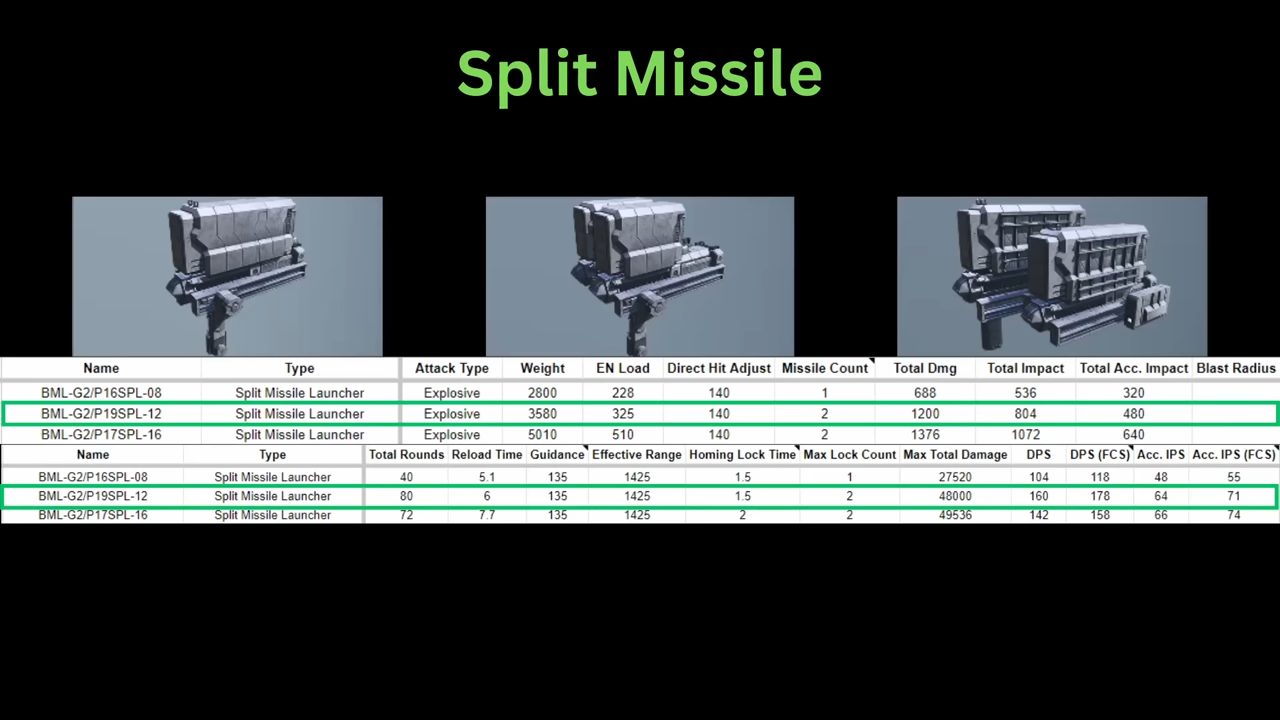 Split Missile
Name Type Attack Type Weight EN Load Direct Hit Adjust Missile Count Total Dmg Total Impact Total Acc. Impact Blast Radius
BML-G2/P16SPL-08 Split Missile Launcher Explosive 2800 228 140 1 688 536 320
BML-G2/P19SPL-12 Split Missile Launcher Explosive 3580 325 140 2 1200 804 480
BML-G2/P17SPL-16 Split Missile Launcher Explosive 5010 510 140 2 1376 1072 640
Name Type Total Rounds Reload Time Guidance Effective Range Homing Lock Time Max Lock Count Max Total Damage DPS DPS (FCS) Acc. IPS Acc. IPS (FCS)
BML-G2/P16SPL-08 Split Missile Launcher 40 5.1 135 1425 1.5 1 27520 104 118 48 55
BML-G2/P19SPL-12 Split Missile Launcher 80 6 135 1425 1.5 2 48000 160 178 64 71
BML-G2/P17SPL-16 Split Missile Launcher 72 7.7 135 1425 2 2 49536 142 158 66 74